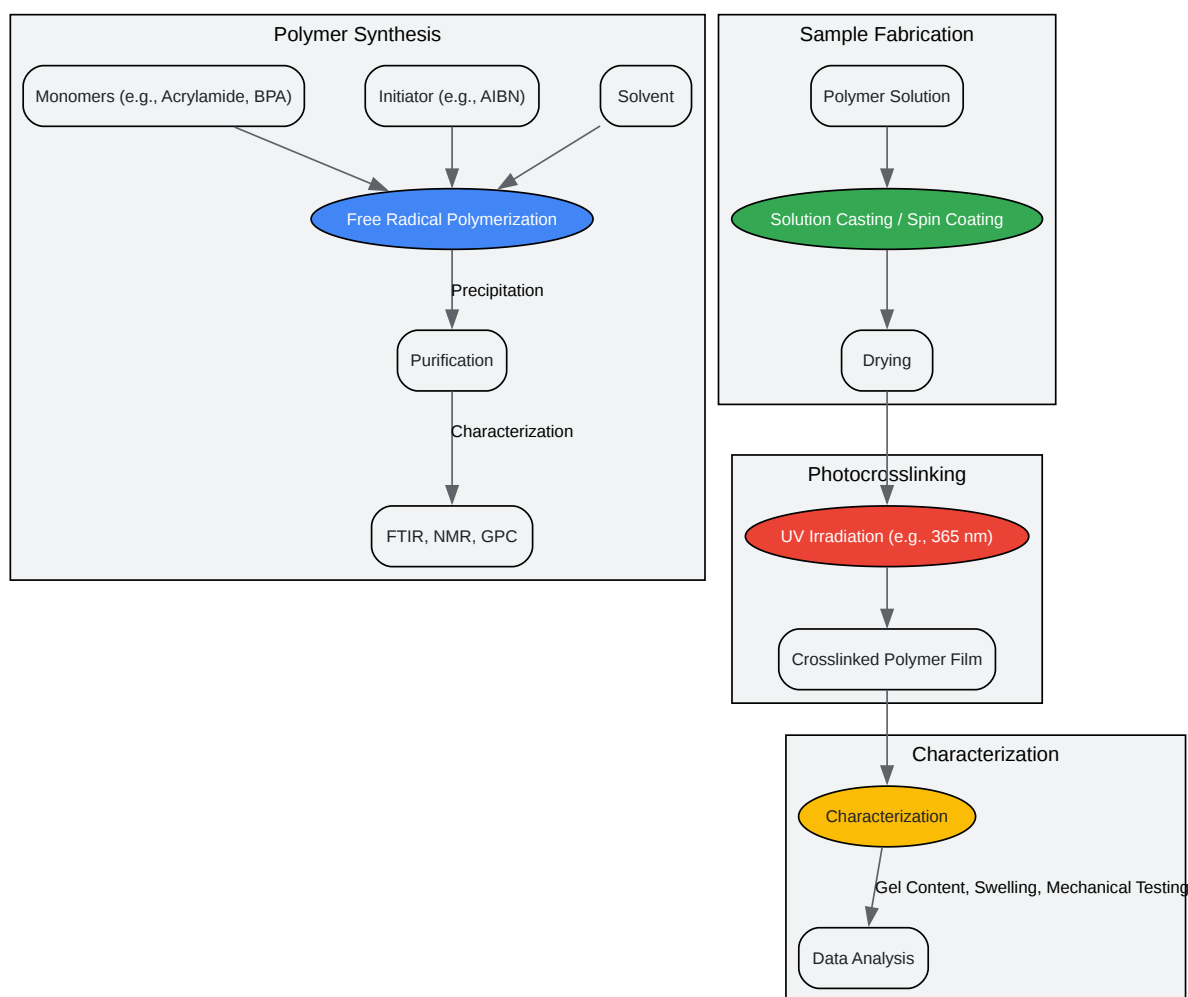 Polymer Synthesis
Monomers (e.g., Acrylamide, BPA)
Initiator (e.g., AIBN)
Solvent
Free Radical Polymerization
Precipitation
Purification
Characterization
FTIR, NMR, GPC
Sample Fabrication
Polymer Solution
Solution Casting / Spin Coating
Drying
Photocrosslinking
UV Irradiation (e.g., 365 nm)
Crosslinked Polymer Film
Characterization
Characterization
Gel Content, Swelling, Mechanical Testing
Data Analysis